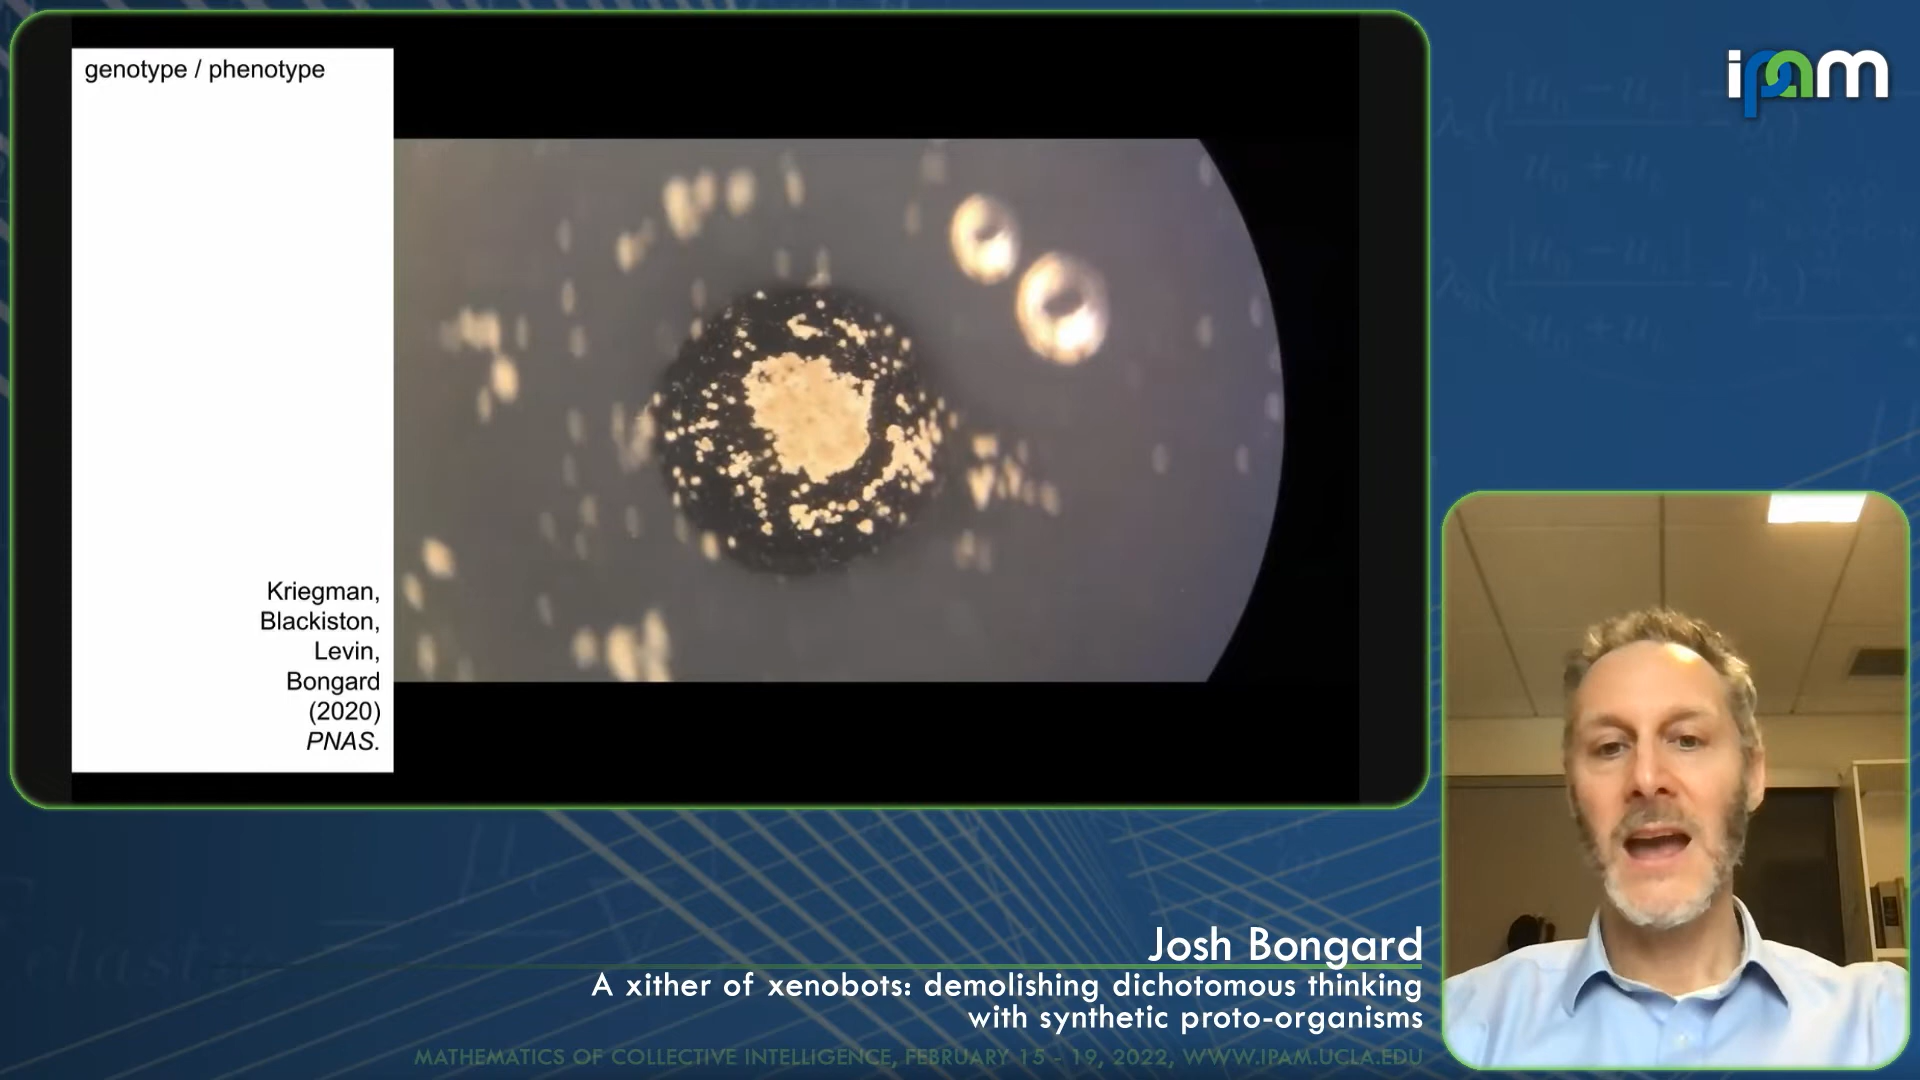 genotype / phenotype
Kriegman,
Blackiston,
Levin,
Bongard
(2020)
PNAS.
ipam
Josh Bongard
A xither of xenobots: demolishing dichotomous thinking
with synthetic proto-organisms
MATHEMATICS OF COLLECTIVE INTELLIGENCE, FEBRUARY 15 - 19, 2022, WWW.IPAM.UCLA.EDU